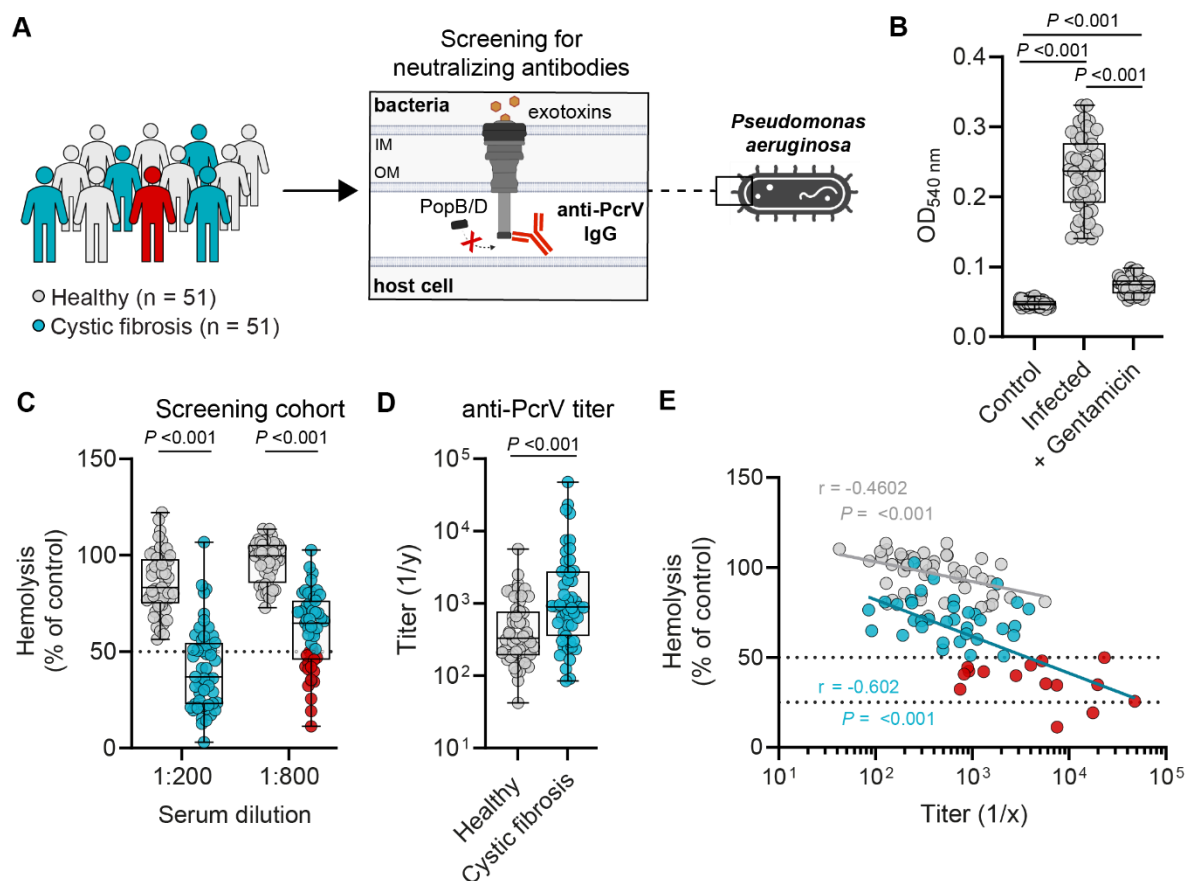 A
Screening for
neutralizing antibodies
bacteria
exotoxins
IM
OM
PopB/D
anti-PcrV
IgG
host cell
Pseudomonas
aeruginosa
Healthy (n = 51)
Cystic fibrosis (n = 51)
B
P <0.001
P <0.001
P <0.001
OD540 nm
0.4
0.3
0.2
0.1
0.0
Control
Infected
+ Gentamicin
C
Screening cohort
P <0.001
P <0.001
Hemolysis
(% of control)
150
100
50
0
1:200
1:800
Serum dilution
D
anti-PcrV titer
P <0.001
Titer (1/y)
10^5
10^4
10^3
10^2
10^1
Healthy
Cystic fibrosis
E
Hemolysis
(% of control)
150
100
50
0
r = -0.4602
P = <0.001
r = -0.602
P = <0.001
10^1
10^2
10^3
10^4
10^5
Titer (1/x)